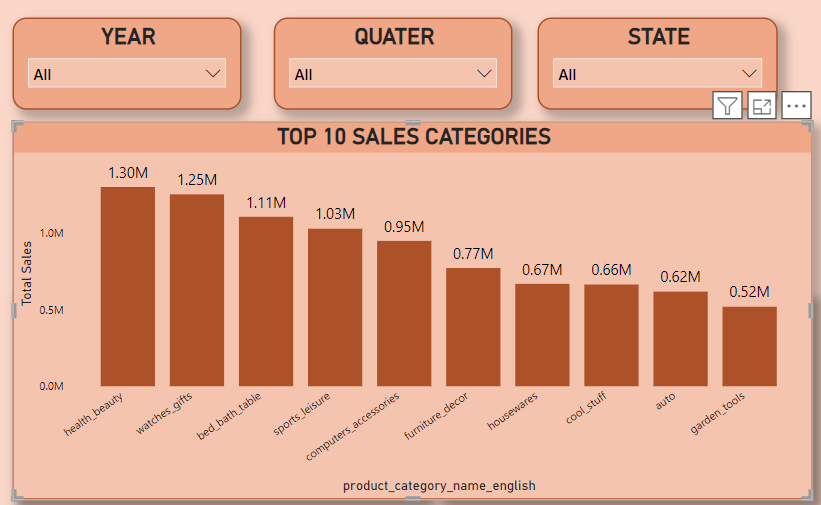 YEAR
QUATER
STATE
All
All
All
TOP 10 SALES CATEGORIES
1.30M
1.25M
1.11M
1.03M
0.95M
0.77M
0.67M
0.66M
0.62M
0.52M
Total Sales
1.0M
0.5M
0.0M
health_beauty
watches_gifts
bed_bath_table
sports_leisure
computers_accessories
furniture_decor
housewares
cool_stuff
auto
garden_tools
product_category_name_english